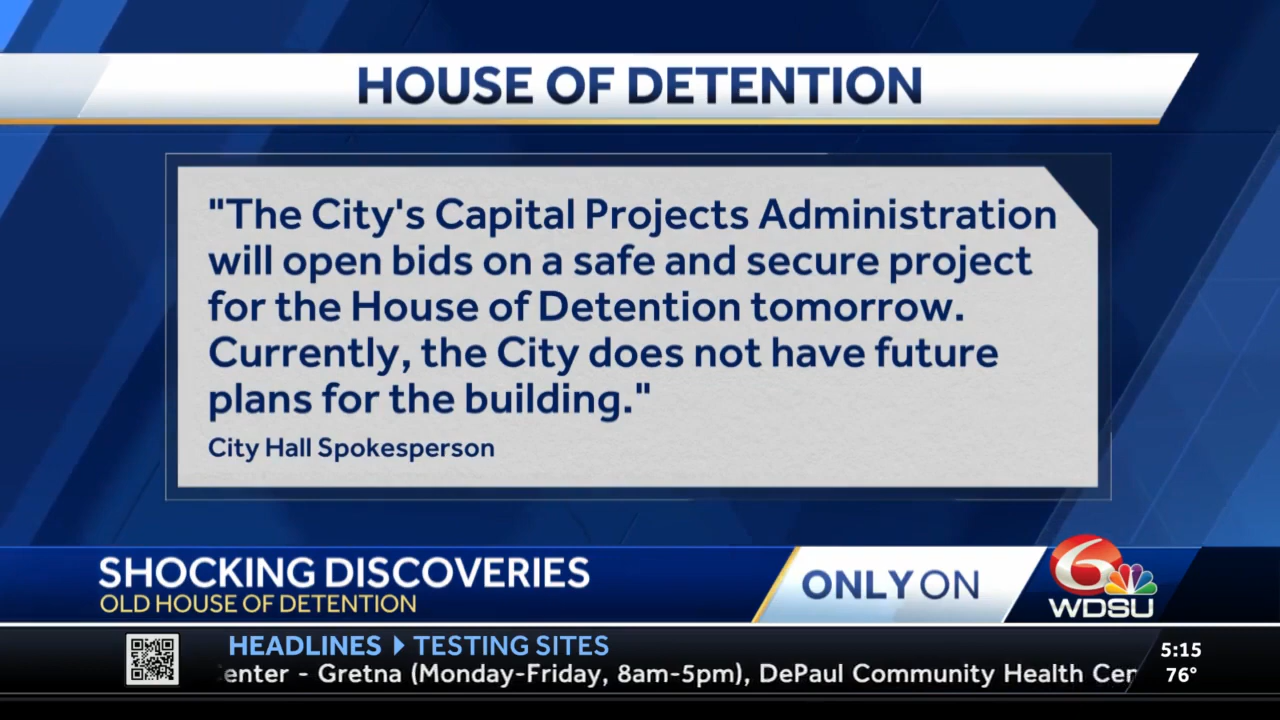 HOUSE OF DETENTION
"The City's Capital Projects Administration
will open bids on a safe and secure project
for the House of Detention tomorrow.
Currently, the City does not have future
plans for the building."
City Hall Spokesperson
SHOCKING DISCOVERIES
OLD HOUSE OF DETENTION
ONLY ON
6
WDSU
HEADLINES TESTING SITES
enter - Gretna (Monday-Friday, 8am-5pm), DePaul Community Health Cer
5:15
76°